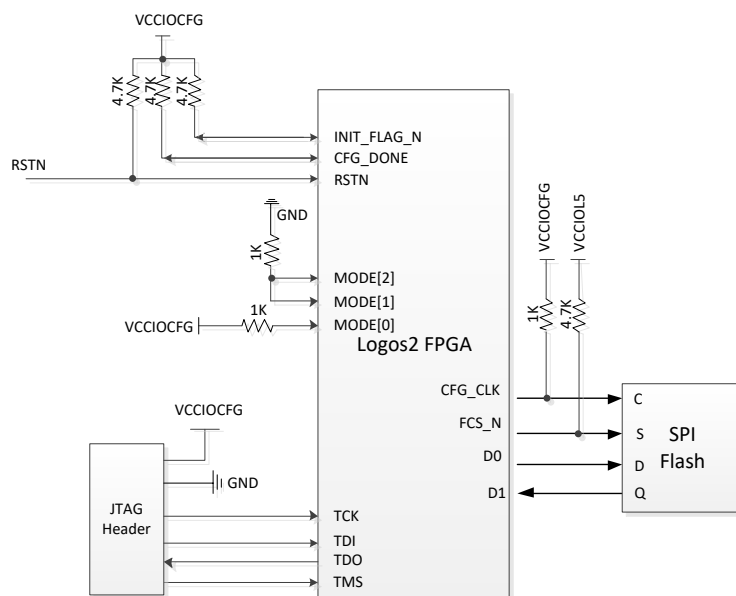 VCCIOCFG
4.7K
4.7K
4.7K
INIT_FLAG_N
CFG_DONE
RSTN
RSTN
GND
1K
MODE[2]
MODE[1]
1K
VCCIOCFG
MODE[0]
Logos2 FPGA
VCCIOCFG
VCCIOL5
1K
4.7K
CFG_CLK
C
FCS_N
S
SPI
Flash
D0
D
D1
Q
VCCIOCFG
GND
JTAG
Header
TCK
TDI
TDO
TMS